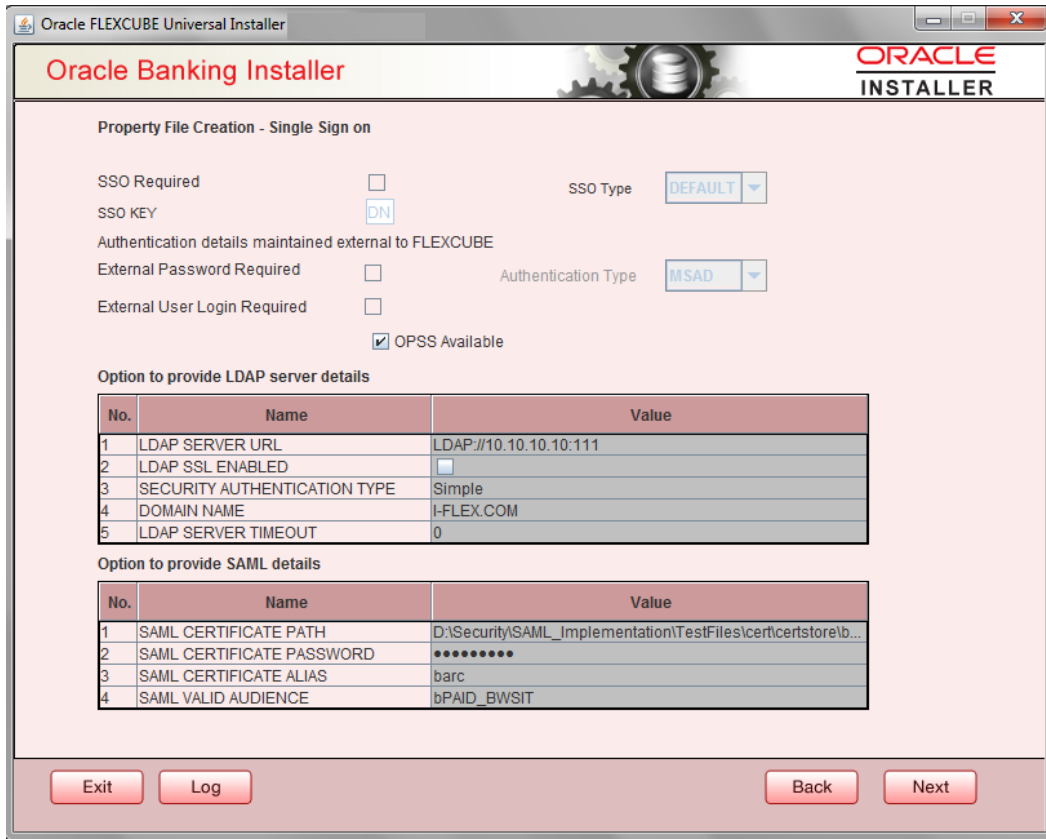 Oracle FLEXCUBE Universal Installer
Oracle Banking Installer
ORACLE
INSTALLER
Property File Creation - Single Sign on
SSO Required SSO Type DEFAULT
SSO KEY DN
Authentication details maintained external to FLEXCUBE
External Password Required Authentication Type MSAD
External User Login Required
OPSS Available
Option to provide LDAP server details
No. Name Value
1 LDAP SERVER URL LDAP://10.10.10.10:111
2 LDAP SSL ENABLED
3 SECURITY AUTHENTICATION TYPE Simple
4 DOMAIN NAME I-FLEX.COM
5 LDAP SERVER TIMEOUT 0
Option to provide SAML details
No. Name Value
1 SAML CERTIFICATE PATH D:\Security\SAML_Implementation\TestFiles\cert\certstore\b...
2 SAML CERTIFICATE PASSWORD •••••••••
3 SAML CERTIFICATE ALIAS barc
4 SAML VALID AUDIENCE bPAID_BWSIT
Exit Log Back Next